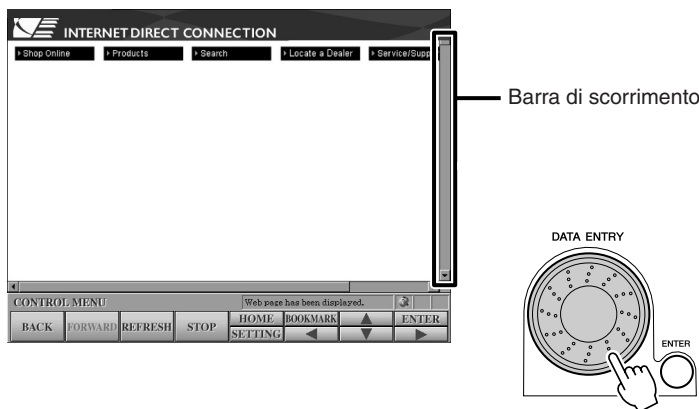 INTERNET DIRECT CONNECTION
Shop Online Products Search Locate a Dealer Service/Supp
Barra di scorrimento
DATA ENTRY
ENTER
CONTROL MENU Web page has been displayed.
BACK FORWARD REFRESH STOP HOME BOOKMARK ENTER
SETTING